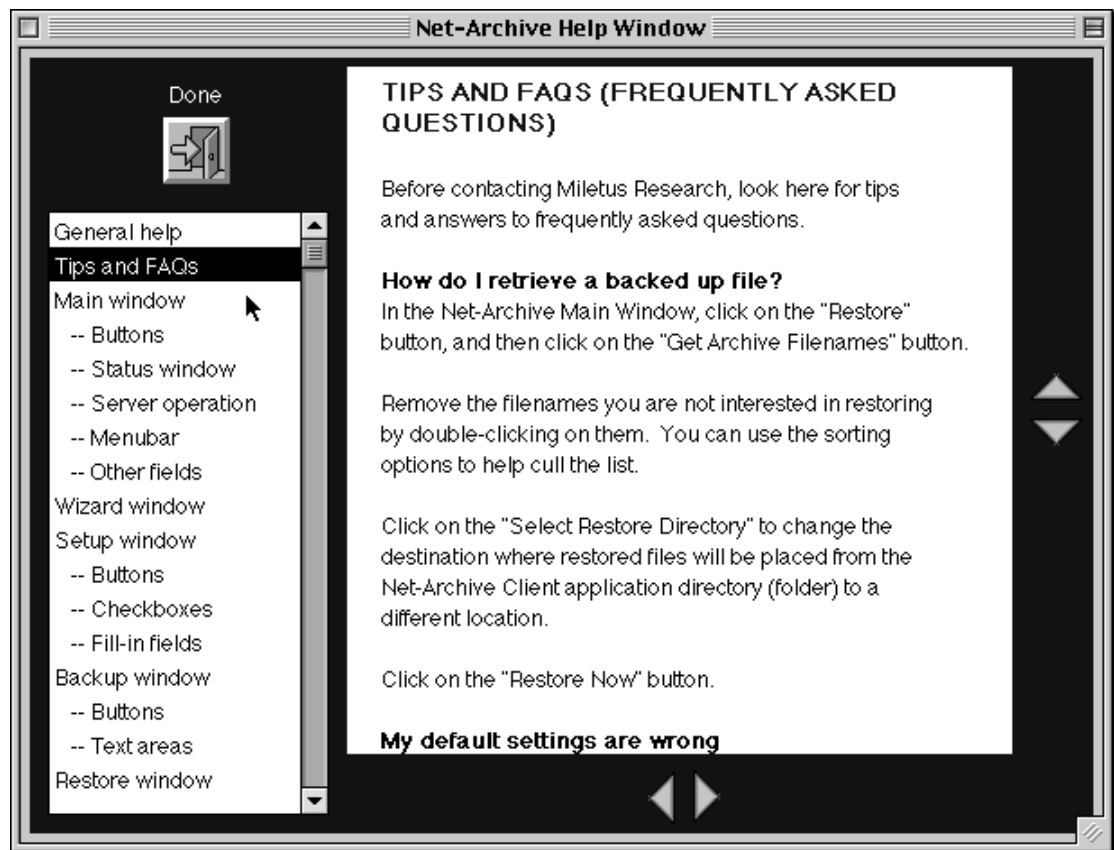 Net-Archive Help Window
Done
General help
Tips and FAQs
Main window
-- Buttons
-- Status window
-- Server operation
-- Menubar
-- Other fields
Wizard window
Setup window
-- Buttons
-- Checkboxes
-- Fill-in fields
Backup window
-- Buttons
-- Text areas
Restore window
TIPS AND FAQS (FREQUENTLY ASKED
QUESTIONS)
Before contacting Miletus Research, look here for tips
and answers to frequently asked questions.
How do I retrieve a backed up file?
In the Net-Archive Main Window, click on the "Restore"
button, and then click on the "Get Archive Filenames" button.
Remove the filenames you are not interested in restoring
by double-clicking on them.  You can use the sorting
options to help cull the list.
Click on the "Select Restore Directory" to change the
destination where restored files will be placed from the
Net-Archive Client application directory (folder) to a
different location.
Click on the "Restore Now" button.
My default settings are wrong